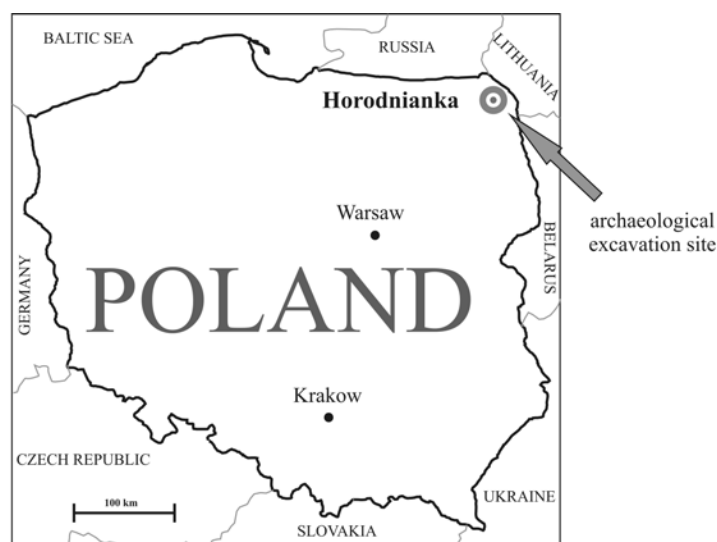 BALTIC SEA
RUSSIA
LITHUANIA
Horodnianka
archaeological
excavation site
Warsaw
BELARUS
GERMANY
POLAND
Krakow
CZECH REPUBLIC
100 km
UKRAINE
SLOVAKIA